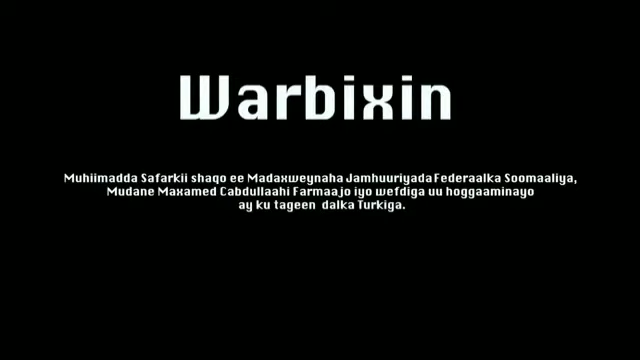 Warbixin
Muhiimadda Safarkii shaqo ee Madaxweynaha Jamhuuriyada Federaalka Soomaaliya,
Mudane Maxamed Cabdullaahi Farmaajo iyo wefdiga uu hoggaaminayo
ay ku tageen dalka Turkiga.